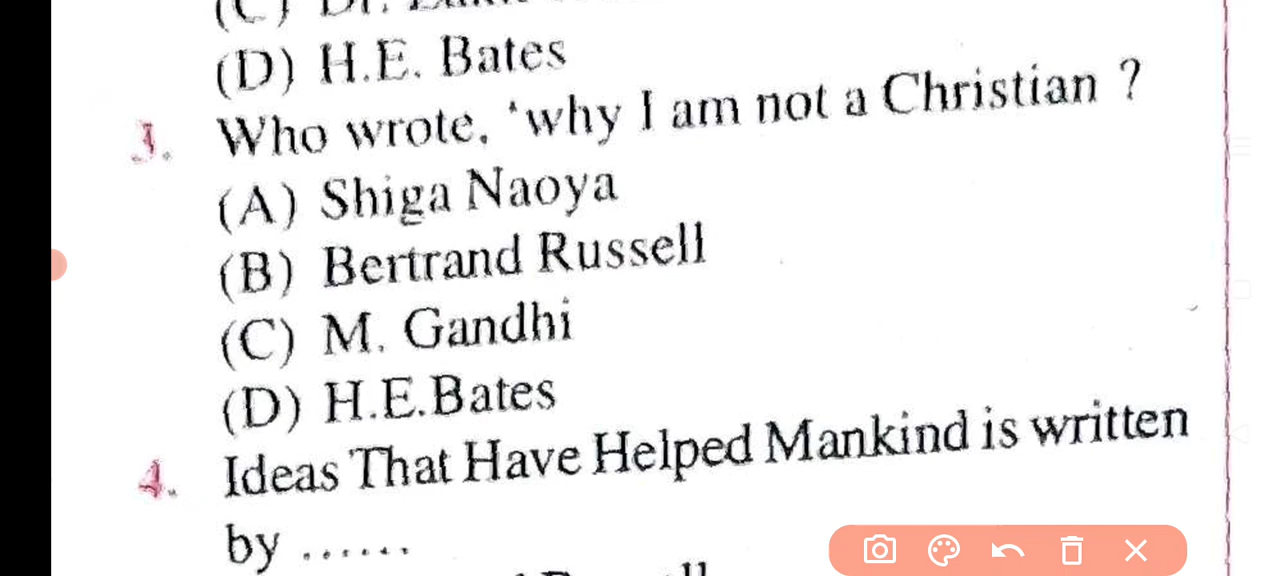 (D) H.E. Bates
3. Who wrote, 'why I am not a Christian ?
(A) Shiga Naoya
(B) Bertrand Russell
(C) M. Gandhi
(D) H.E.Bates
4. Ideas That Have Helped Mankind is written
by ......